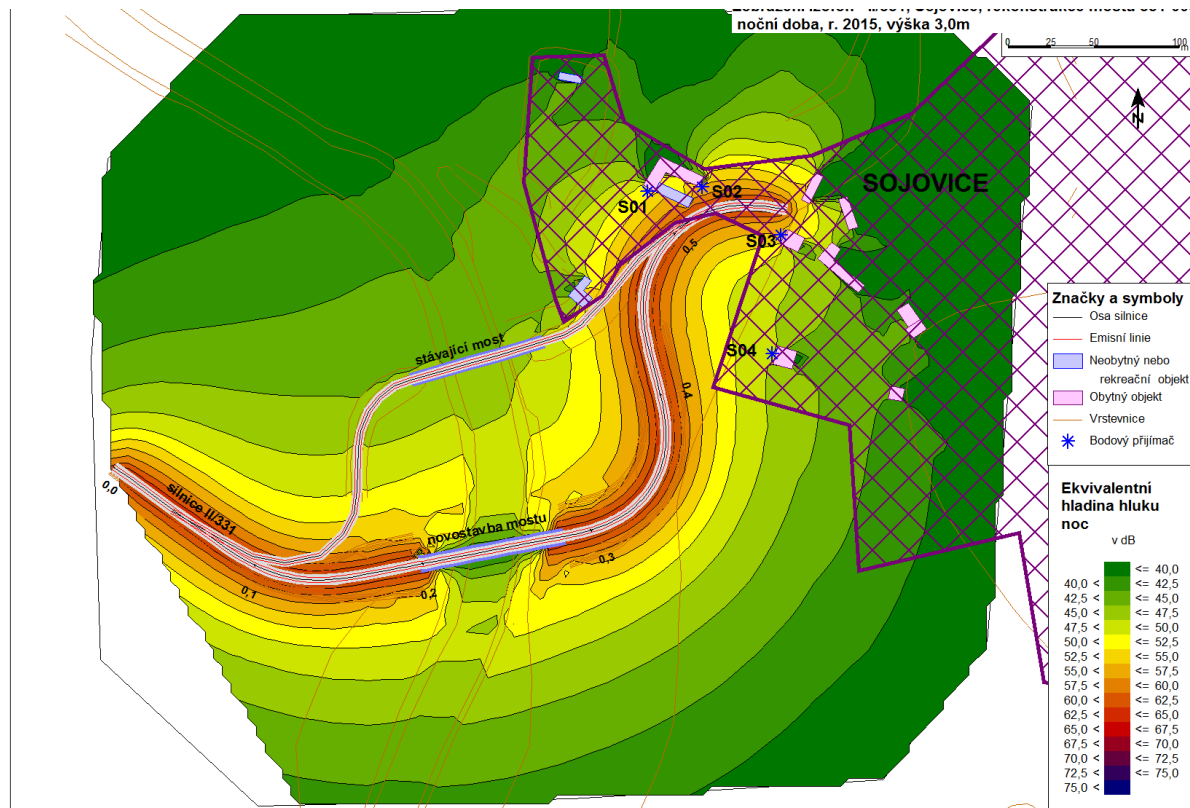 noční doba, r. 2015, výška 3,0m
0 25 50 100
m
N
SOJOVICE
S01
S02
S03
S04
0,5
stávající most
0,4
0,0
silnice II/331
novostavba mostu
0,1
0,2
0,3
Značky a symboly
Osa silnice
Emisní linie
Neobytný nebo
rekreační objekt
Obytný objekt
Vrstevnice
Bodový přijímač
Ekvivalentní
hladina hluku
noc
v dB
<= 40,0
40,0 < <= 42,5
42,5 < <= 45,0
45,0 < <= 47,5
47,5 < <= 50,0
50,0 < <= 52,5
52,5 < <= 55,0
55,0 < <= 57,5
57,5 < <= 60,0
60,0 < <= 62,5
62,5 < <= 65,0
65,0 < <= 67,5
67,5 < <= 70,0
70,0 < <= 72,5
72,5 < <= 75,0
75,0 <